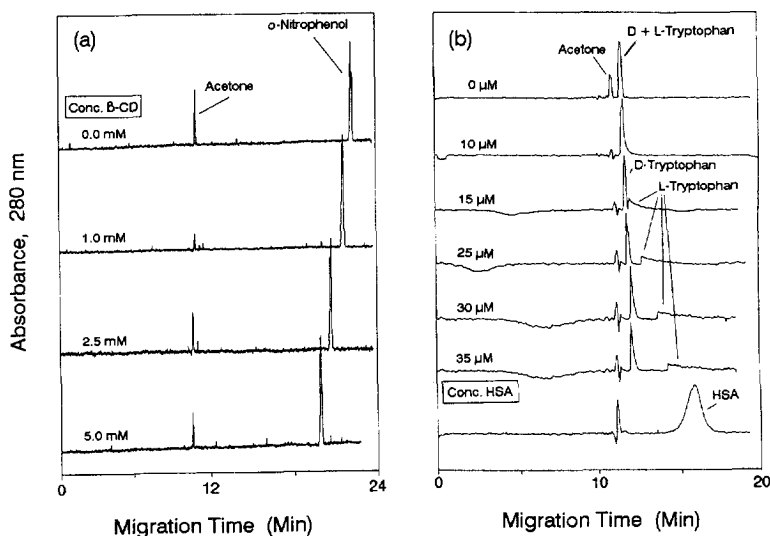 Absorbance, 280 nm
(a)
o-Nitrophenol
Conc. β-CD
Acetone
0.0 mM
1.0 mM
2.5 mM
5.0 mM
0 12 24
Migration Time (Min)
(b)
D + L-Tryptophan
Acetone
0 µM
10 µM
D-Tryptophan
L-Tryptophan
15 µM
25 µM
30 µM
35 µM
Conc. HSA
HSA
0 10 20
Migration Time (Min)